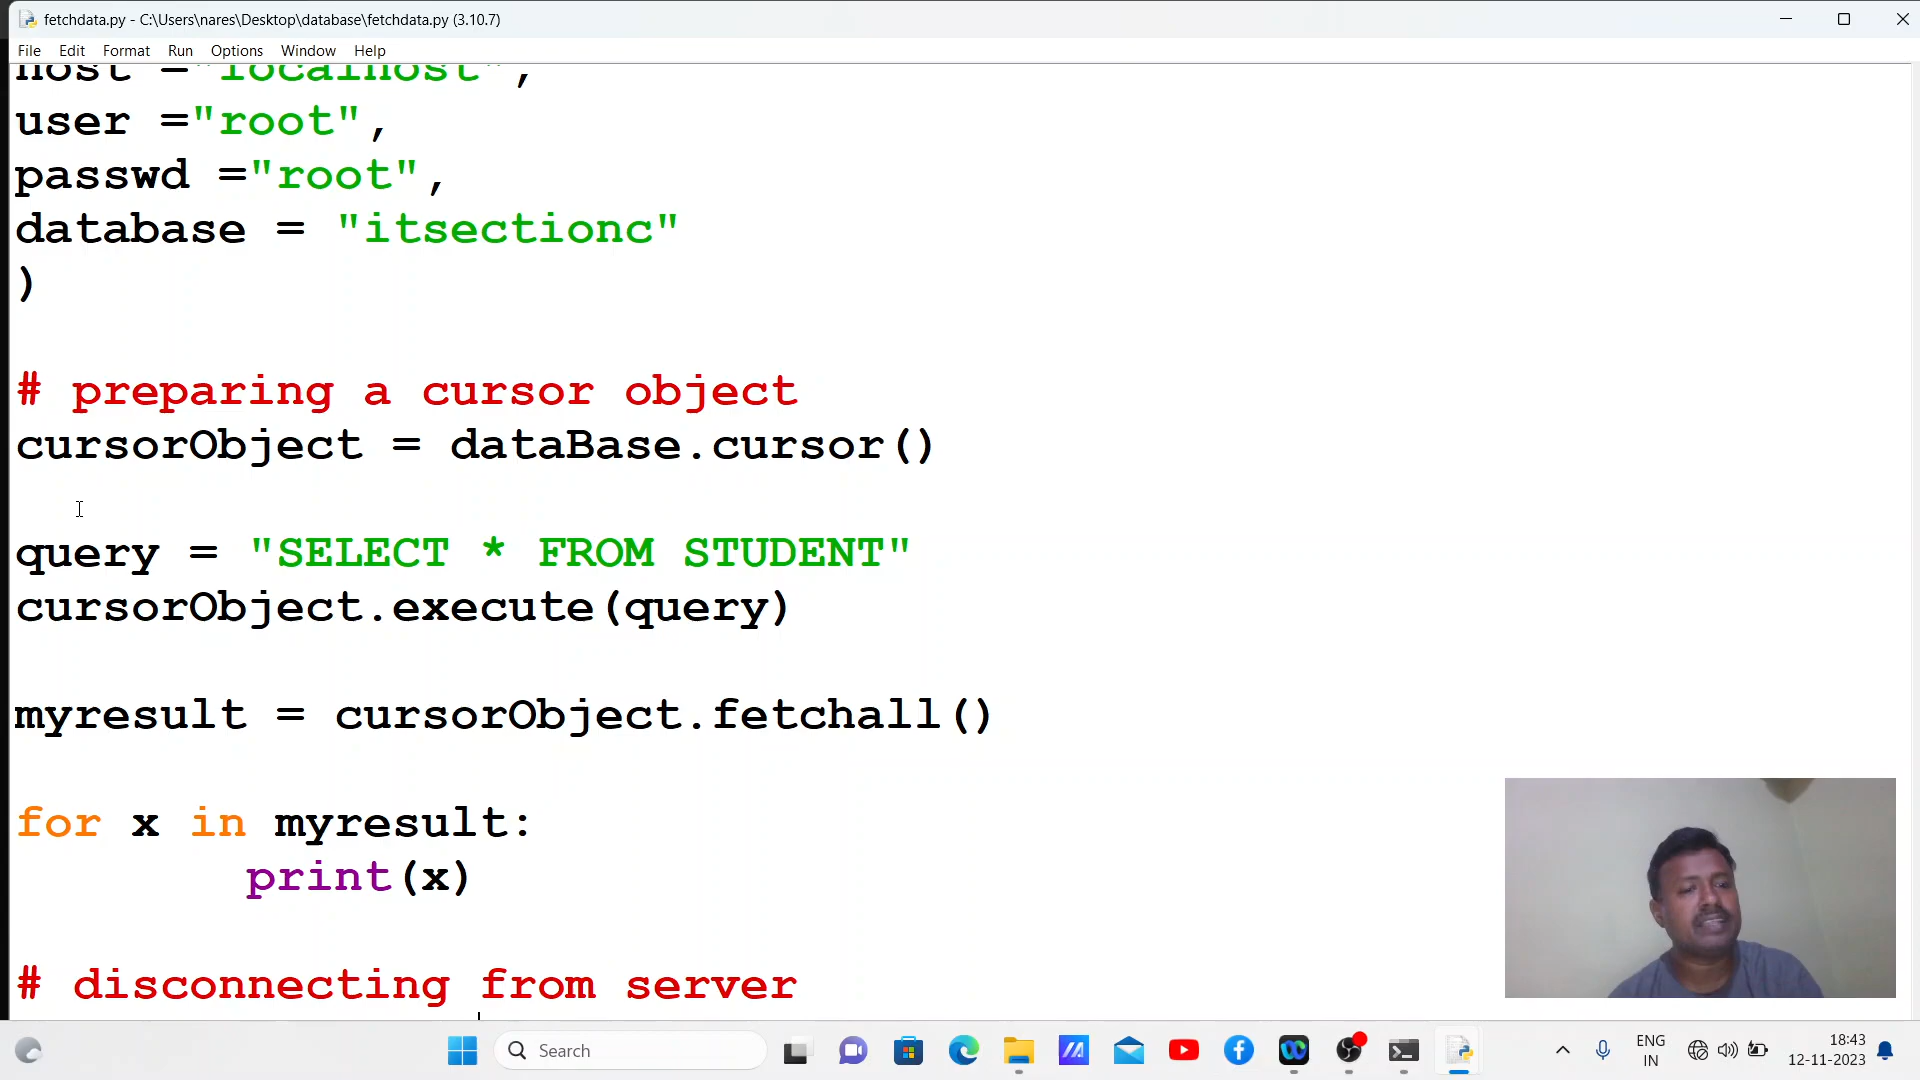 fetchdata.py - C:\Users\nares\Desktop\database\fetchdata.py (3.10.7)
File Edit Format Run Options Window Help
host ="localhost",
user ="root",
passwd ="root",
database = "itsectionc"
)
# preparing a cursor object
cursorObject = dataBase.cursor()
query = "SELECT * FROM STUDENT"
cursorObject.execute(query)
myresult = cursorObject.fetchall()
for x in myresult:
print(x)
# disconnecting from server
Search
ENG
IN
18:43
12-11-2023